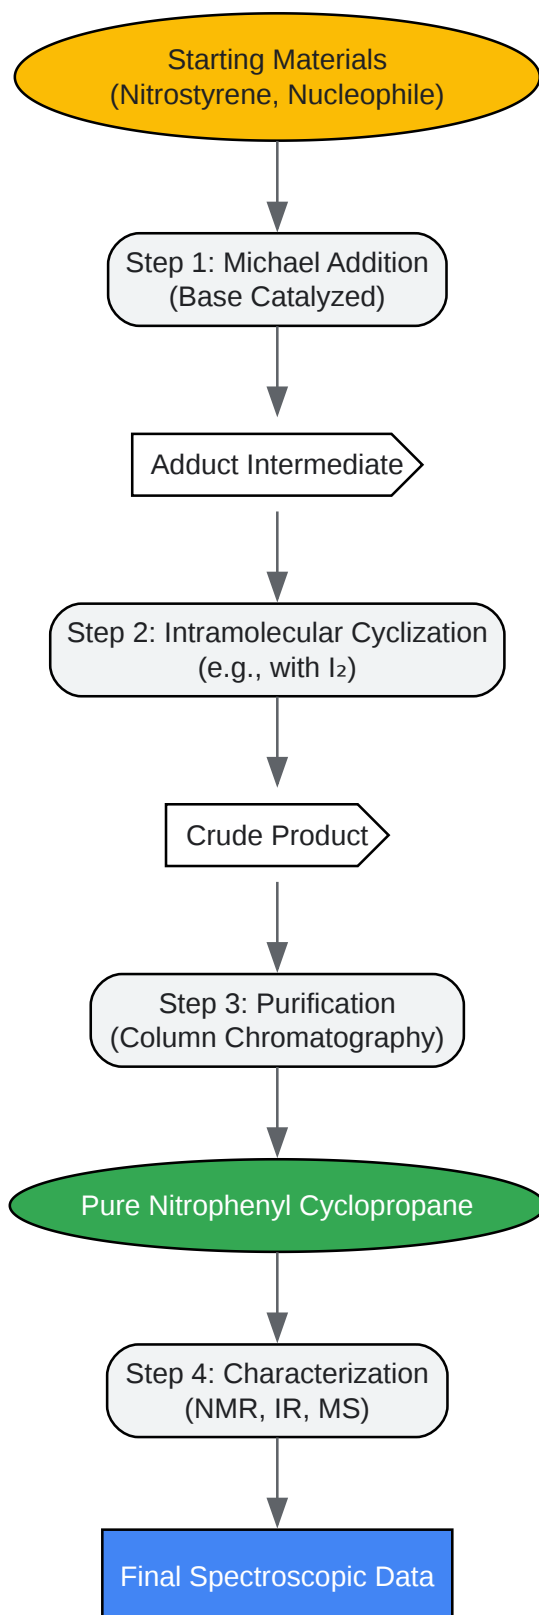 Starting Materials
(Nitrostyrene, Nucleophile)
Step 1: Michael Addition
(Base Catalyzed)
Adduct Intermediate
Step 2: Intramolecular Cyclization
(e.g., with I₂)
Crude Product
Step 3: Purification
(Column Chromatography)
Pure Nitrophenyl Cyclopropane
Step 4: Characterization
(NMR, IR, MS)
Final Spectroscopic Data